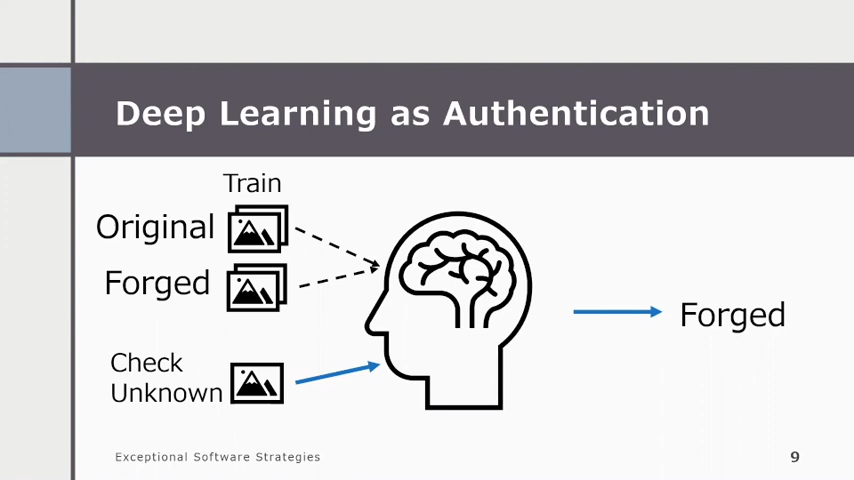 Deep Learning as Authentication
Train
Original
Forged
Check
Unknown
Forged
Exceptional Software Strategies
9